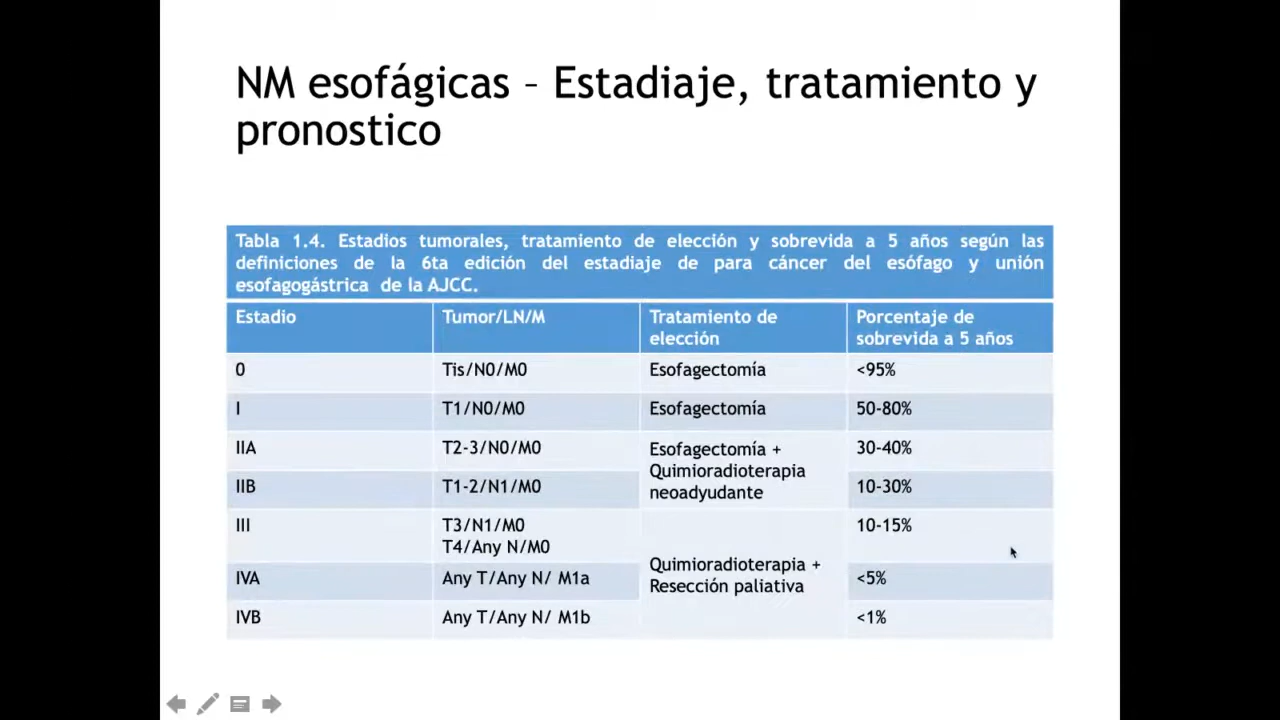 NM esofágicas – Estadiaje, tratamiento y
pronostico
Tabla 1.4. Estadios tumorales, tratamiento de elección y sobrevida a 5 años según las
definiciones de la 6ta edición del estadiaje de para cáncer del esófago y unión
esofagogástrica de la AJCC.
Estadio
Tumor/LN/M
Tratamiento de
elección
Porcentaje de
sobrevida a 5 años
0
Tis/N0/M0
Esofagectomía
<95%
I
T1/N0/M0
Esofagectomía
50-80%
IIA
T2-3/N0/M0
Esofagectomía +
Quimioradioterapia
neoadyudante
30-40%
IIB
T1-2/N1/M0
10-30%
III
T3/N1/M0
T4/Any N/M0
Quimioradioterapia +
Resección paliativa
10-15%
IVA
Any T/Any N/ M1a
<5%
IVB
Any T/Any N/ M1b
<1%